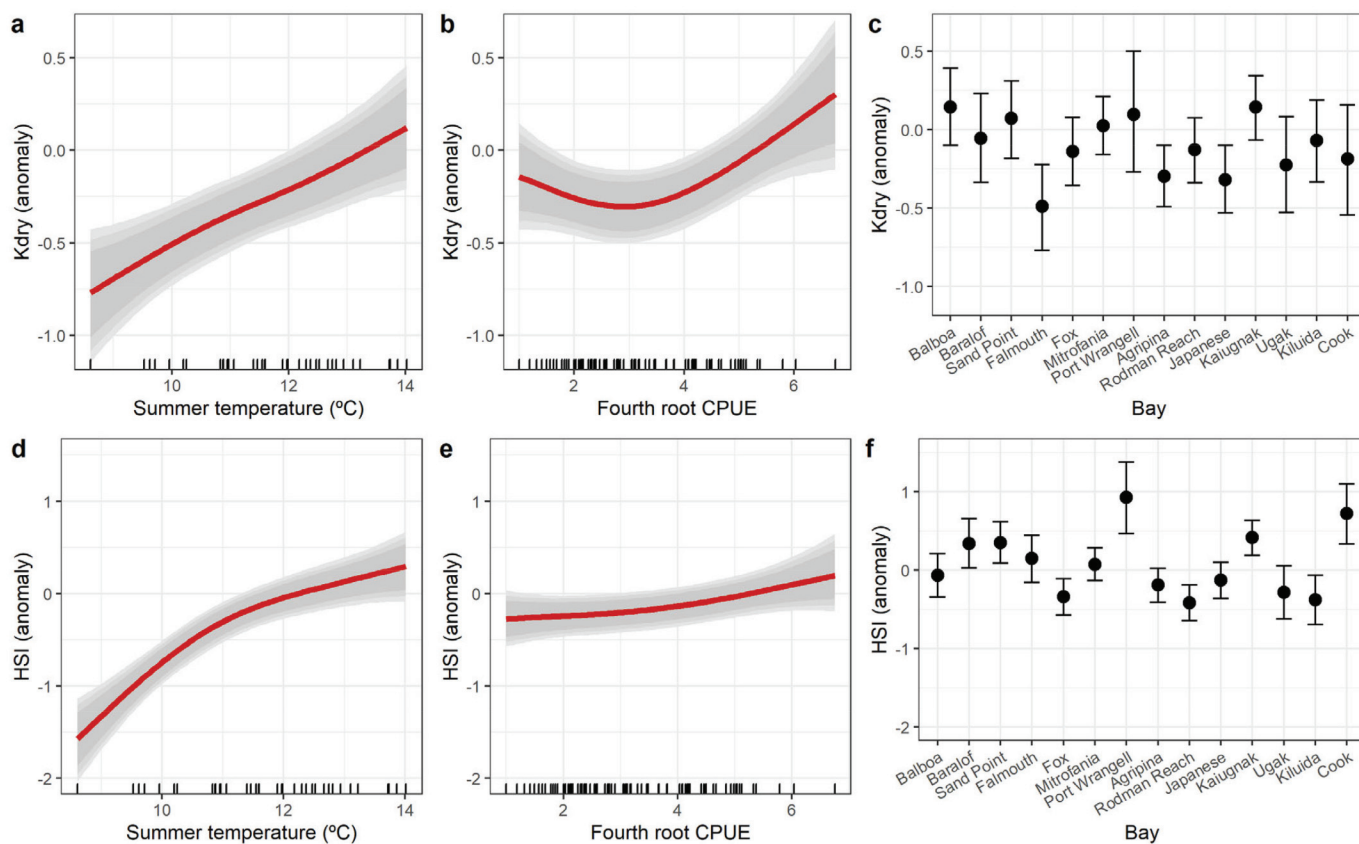 a
Kdry (anomaly)
0.5
0.0
-0.5
-1.0
10
12
14
Summer temperature (ºC)
b
Kdry (anomaly)
0.5
0.0
-0.5
-1.0
2
4
6
Fourth root CPUE
c
Kdry (anomaly)
0.5
0.0
-0.5
-1.0
Balboa
Baralof
Sand Point
Falmouth
Fox
Mitrofania
Port Wrangell
Agripina
Rodman Reach
Japanese
Kaiugnak
Ugak
Kiluida
Cook
Bay
d
HSI (anomaly)
1
0
-1
-2
10
12
14
Summer temperature (ºC)
e
HSI (anomaly)
1
0
-1
-2
2
4
6
Fourth root CPUE
f
HSI (anomaly)
1
0
-1
-2
Balboa
Baralof
Sand Point
Falmouth
Fox
Mitrofania
Port Wrangell
Agripina
Rodman Reach
Japanese
Kaiugnak
Ugak
Kiluida
Cook
Bay